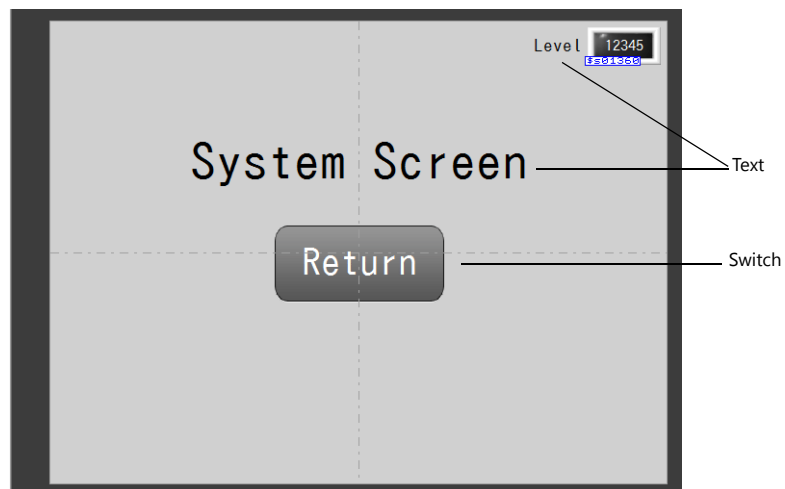 Level 12345
$s01360
System Screen
Text
Return
Switch